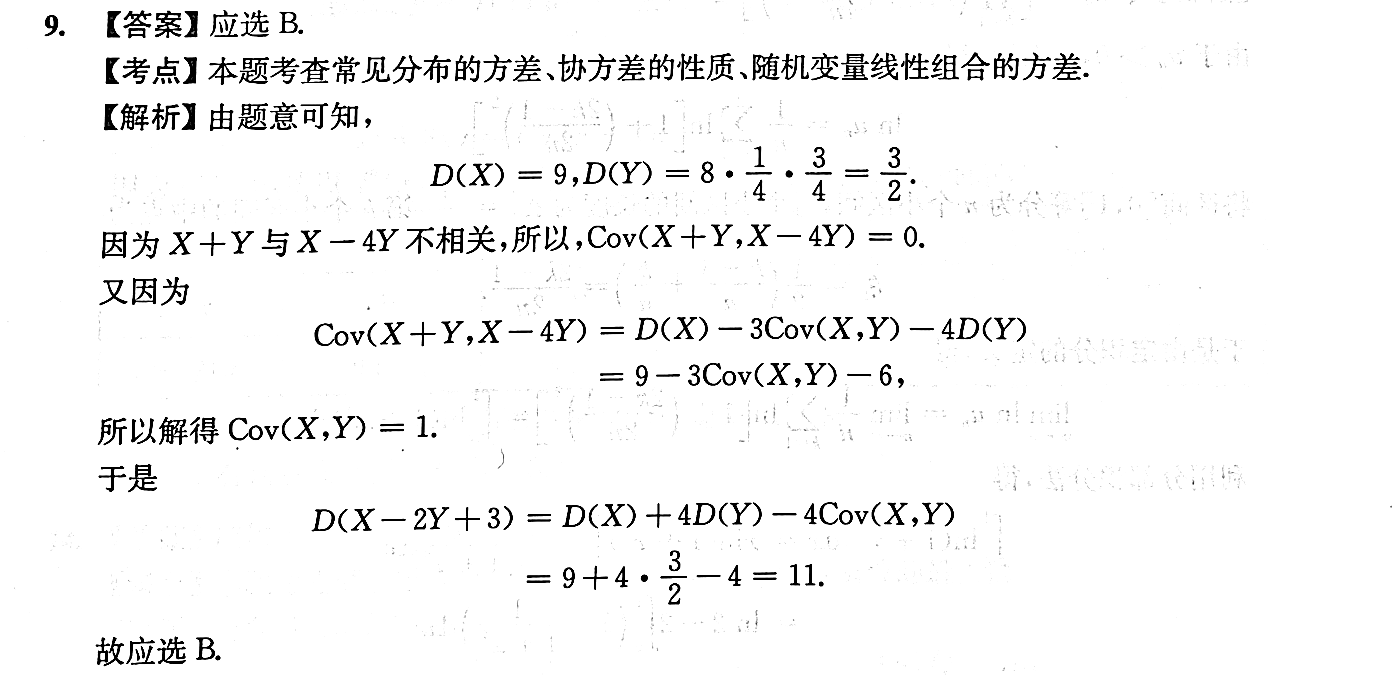 9. 【答案】应选 B.
【考点】本题考查常见分布的方差、协方差的性质、随机变量线性组合的方差.
【解析】由题意可知，
D(X) = 9,D(Y) = 8 · 1/4 · 3/4 = 3/2.
因为 X+Y 与 X-4Y 不相关，所以，Cov(X+Y,X-4Y) = 0.
又因为
Cov(X+Y,X-4Y) = D(X)-3Cov(X,Y)-4D(Y)
= 9-3Cov(X,Y)-6,
所以解得 Cov(X,Y) = 1.
于是
D(X-2Y+3) = D(X)+4D(Y)-4Cov(X,Y)
= 9+4 · 3/2 -4 = 11.
故应选 B.